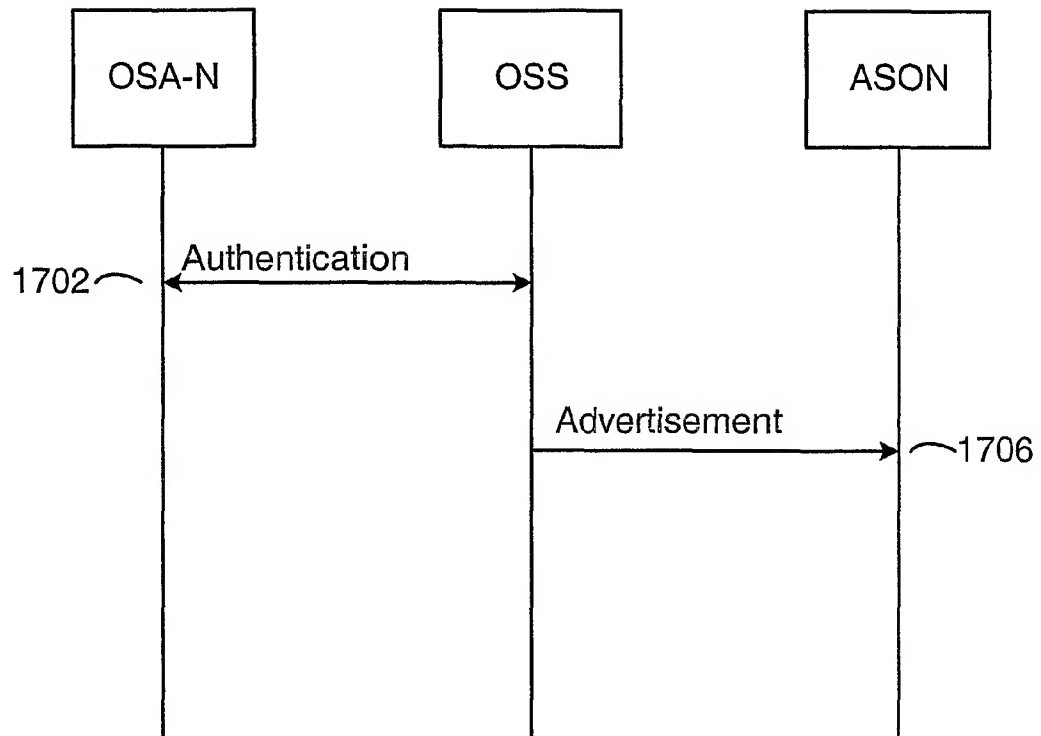 OSA-N
OSS
ASON
Authentication
1702
Advertisement
1706